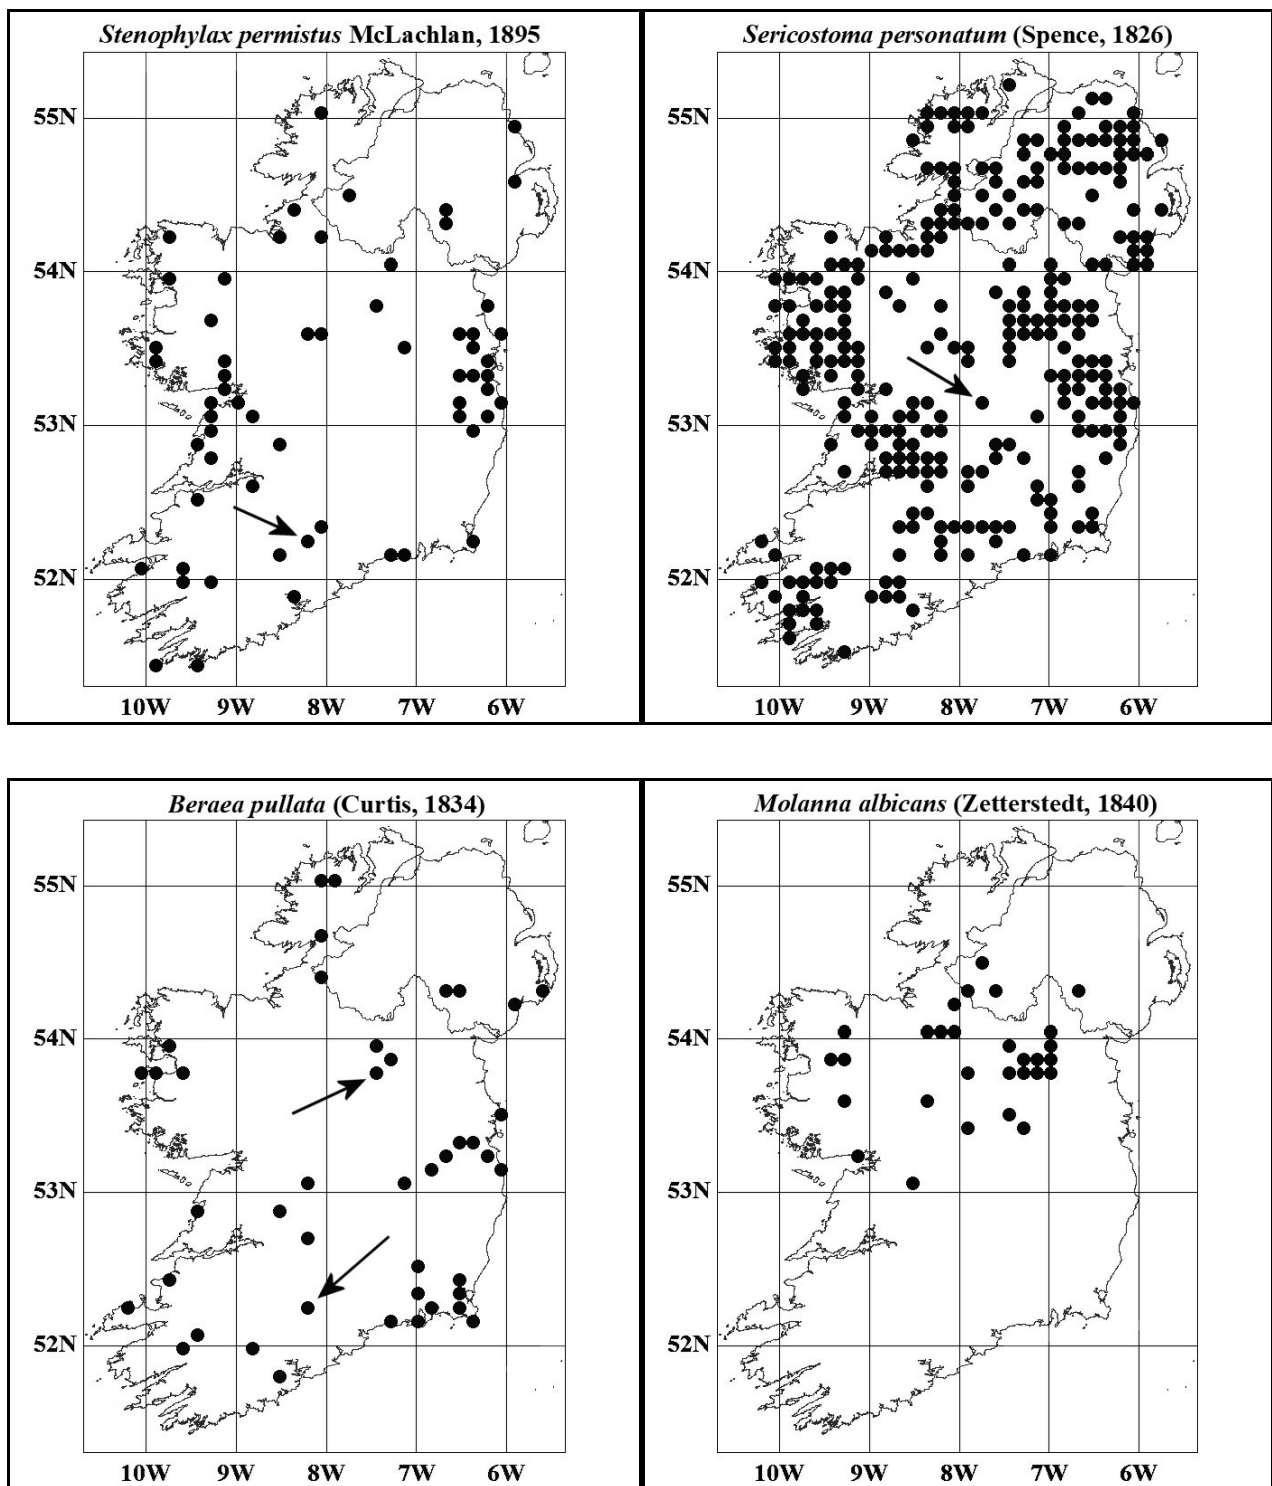 Stenophylax permistus McLachlan, 1895
55N
54N
53N
52N
10W 9W 8W 7W 6W
Sericostoma personatum (Spence, 1826)
55N
54N
53N
52N
10W 9W 8W 7W 6W
Beraea pullata (Curtis, 1834)
55N
54N
53N
52N
10W 9W 8W 7W 6W
Molanna albicans (Zetterstedt, 1840)
55N
54N
53N
52N
10W 9W 8W 7W 6W